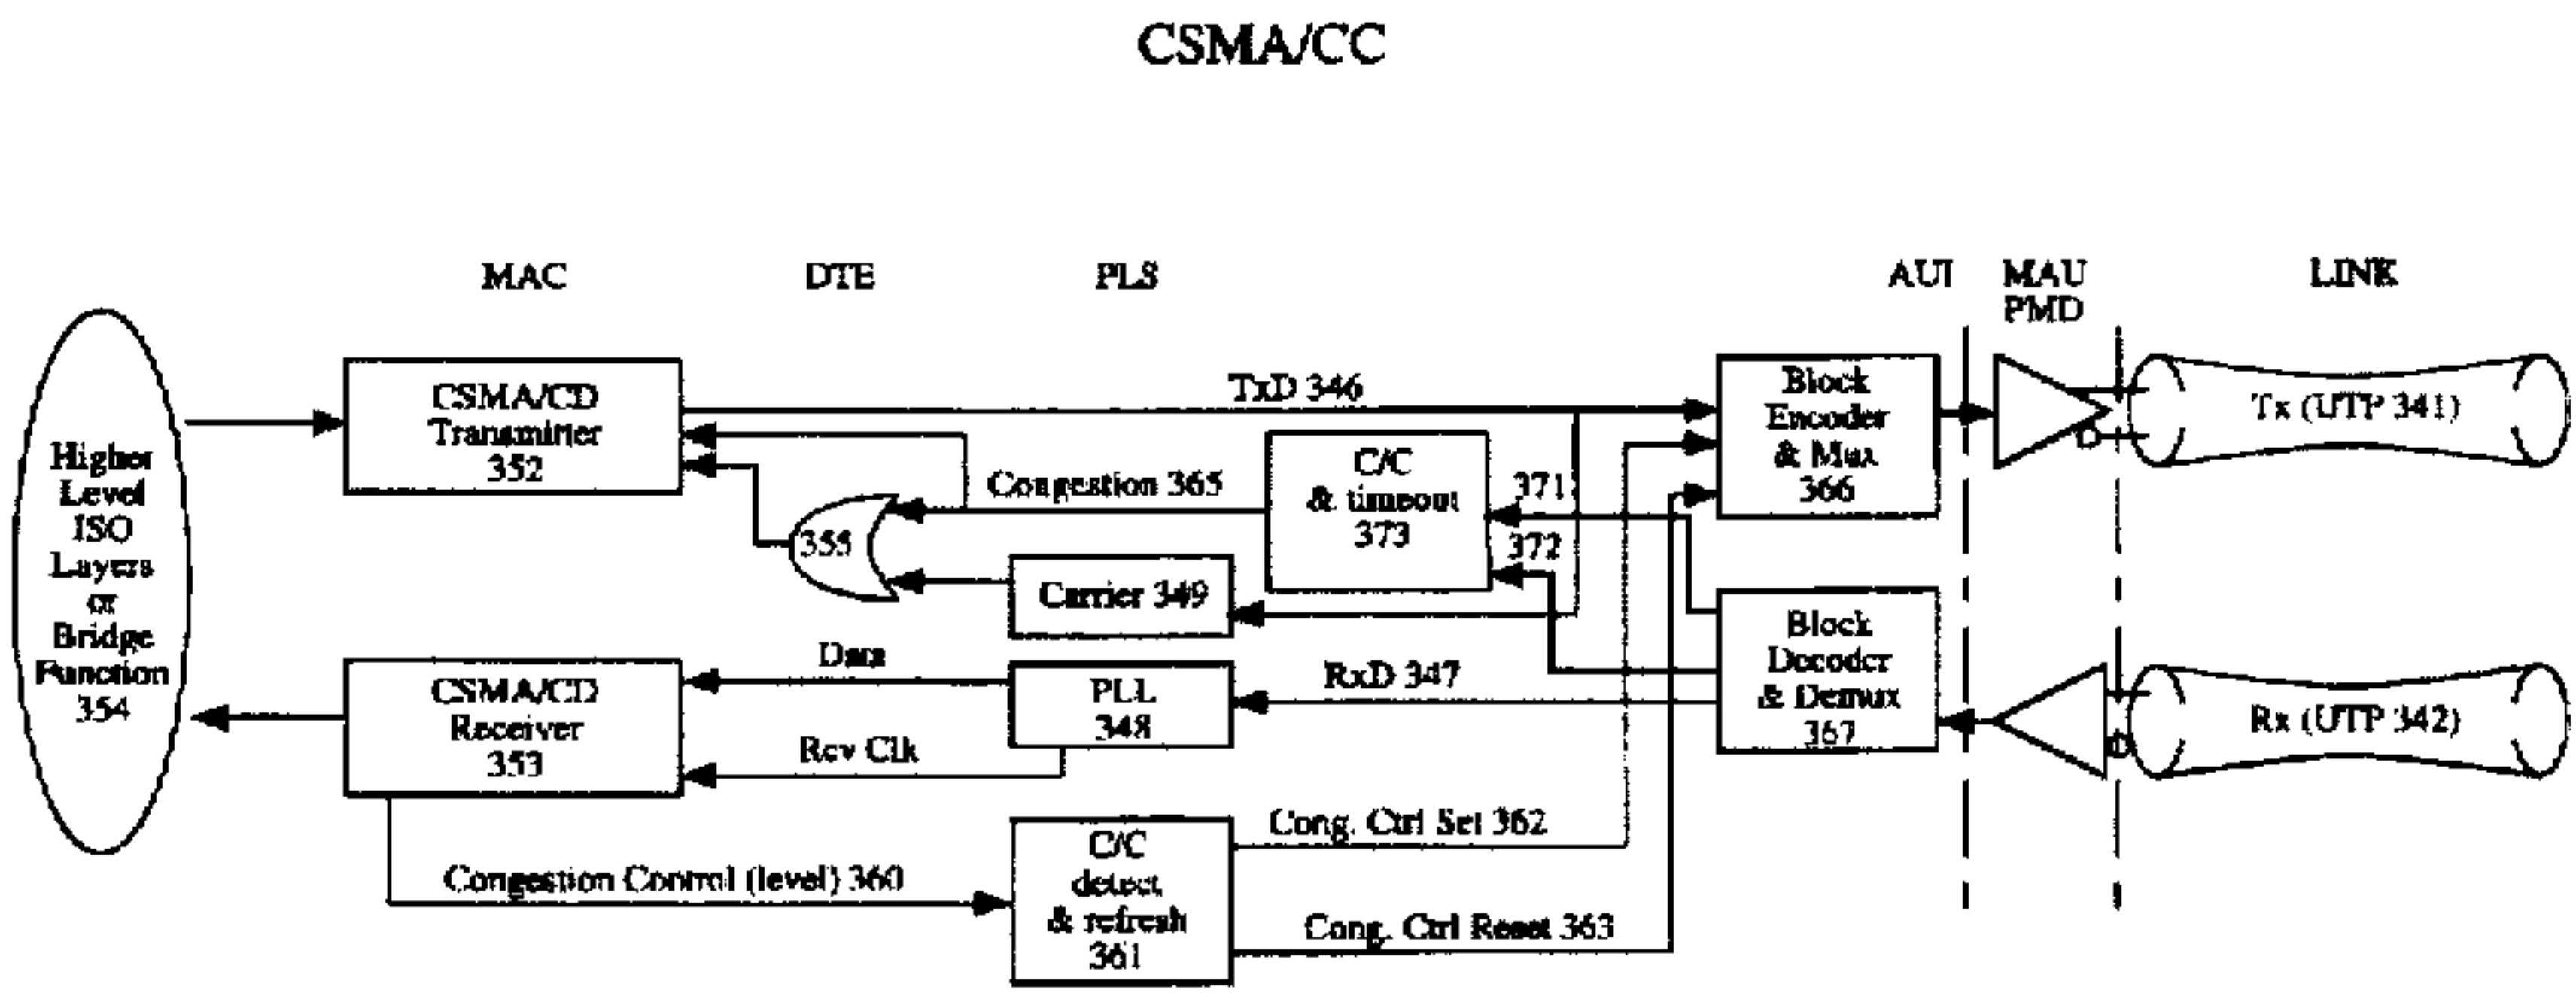 CSMA/CC
MAC
DTE
PLS
AUI
MAU
PMD
LINK
Higher
Level
ISO
Layers
or
Bridge
Function
354
CSMA/CD
Transmitter
352
TxD 346
Congestion 365
355
C/C
& timeout
373
371
372
Carrier 349
Block
Encoder
& Mux
366
Tx (UTP 341)
CSMA/CD
Receiver
353
Data
Rcv Clk
PLL
348
RxD 347
Block
Decoder
& Demux
367
Rx (UTP 342)
Congestion Control (level) 360
C/C
detect
& refresh
361
Cong. Ctrl Set 362
Cong. Ctrl Reset 363